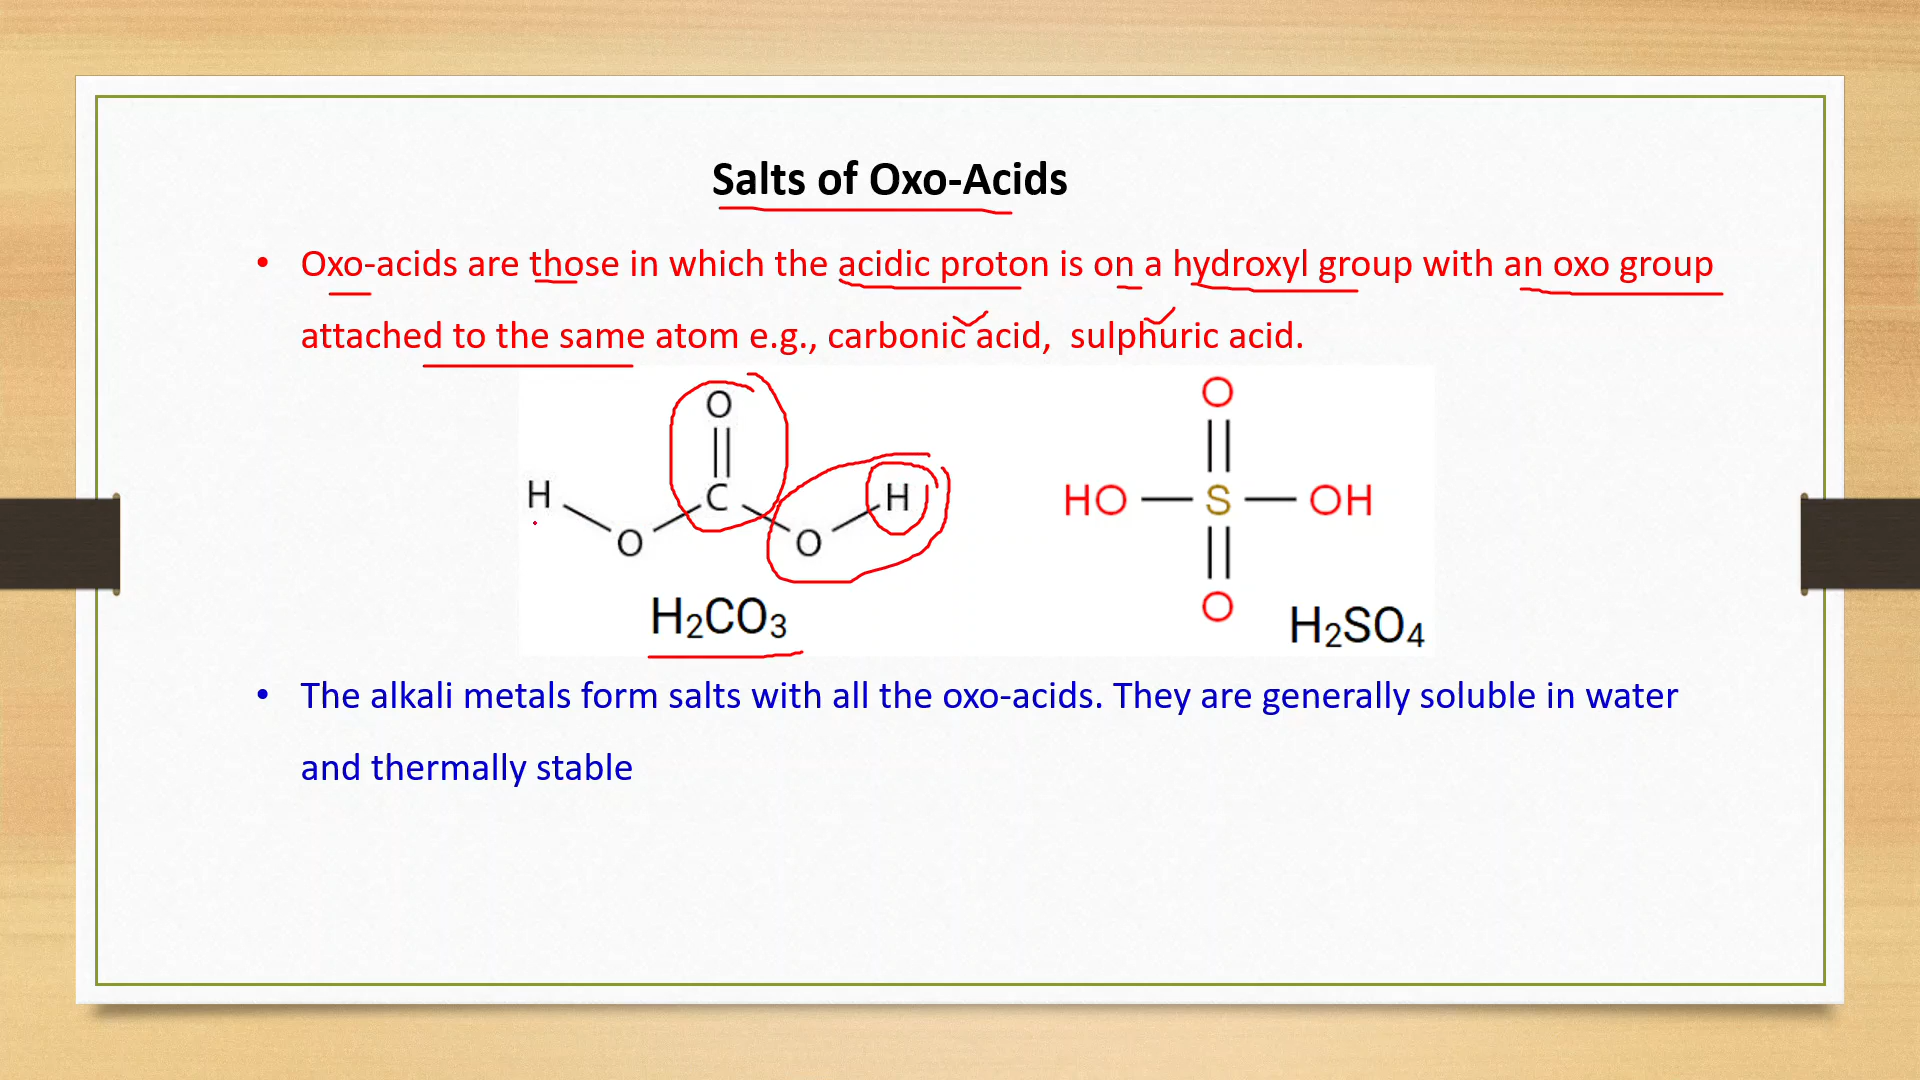 Salts of Oxo-Acids
• Oxo-acids are those in which the acidic proton is on a hydroxyl group with an oxo group
attached to the same atom e.g., carbonic acid, sulphuric acid.
O O
H C H HO S OH
O O
O
H₂CO₃ H₂SO₄
• The alkali metals form salts with all the oxo-acids. They are generally soluble in water
and thermally stable